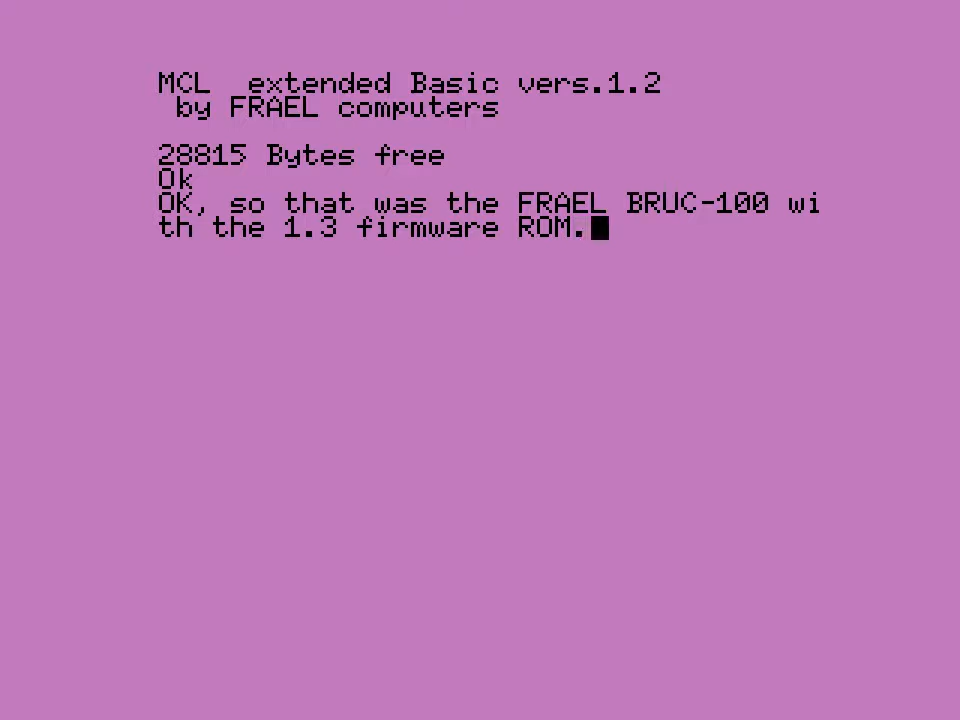 MCL  extended Basic vers.1.2
 by FRAEL computers
28815 Bytes free
Ok
OK, so that was the FRAEL BRUC-100 wi
th the 1.3 firmware ROM.